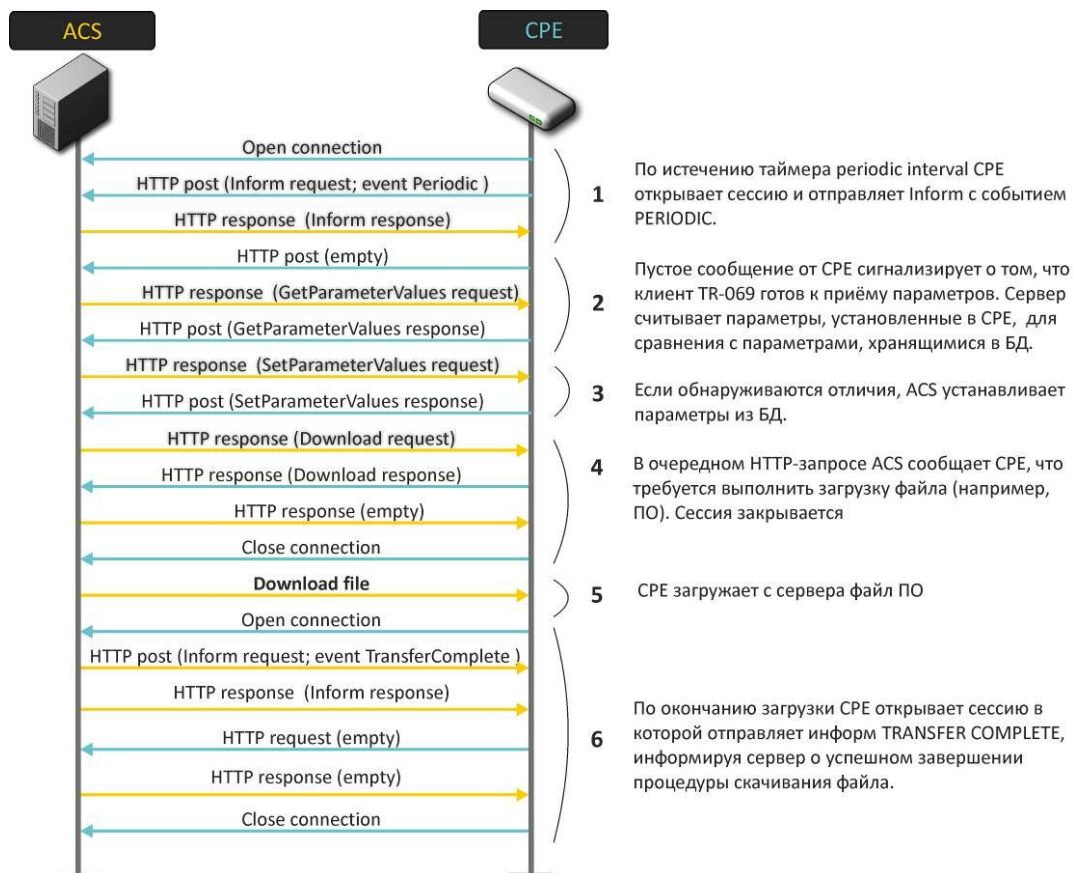 ACS
CPE
Open connection
HTTP post (Inform request; event Periodic )
HTTP response (Inform response)
1
По истечению таймера periodic interval CPE
открывает сессию и отправляет Inform с событием
PERIODIC.
HTTP post (empty)
HTTP response (GetParameterValues request)
HTTP post (GetParameterValues response)
2
Пустое сообщение от CPE сигнализирует о том, что
клиент TR-069 готов к приёму параметров. Сервер
считывает параметры, установленные в CPE, для
сравнения с параметрами, хранящимися в БД.
HTTP response (SetParameterValues request)
HTTP post (SetParameterValues response)
3
Если обнаруживаются отличия, ACS устанавливает
параметры из БД.
HTTP response (Download request)
HTTP response (Download response)
HTTP response (empty)
Close connection
4
В очередном HTTP-запросе ACS сообщает CPE, что
требуется выполнить загрузку файла (например,
ПО). Сессия закрывается
Download file
5
CPE загружает с сервера файл ПО
Open connection
HTTP post (Inform request; event TransferComplete )
HTTP response (Inform response)
HTTP request (empty)
HTTP response (empty)
Close connection
6
По окончанию загрузки CPE открывает сессию в
которой отправляет информ TRANSFER COMPLETE,
информируя сервер о успешном завершении
процедуры скачивания файла.